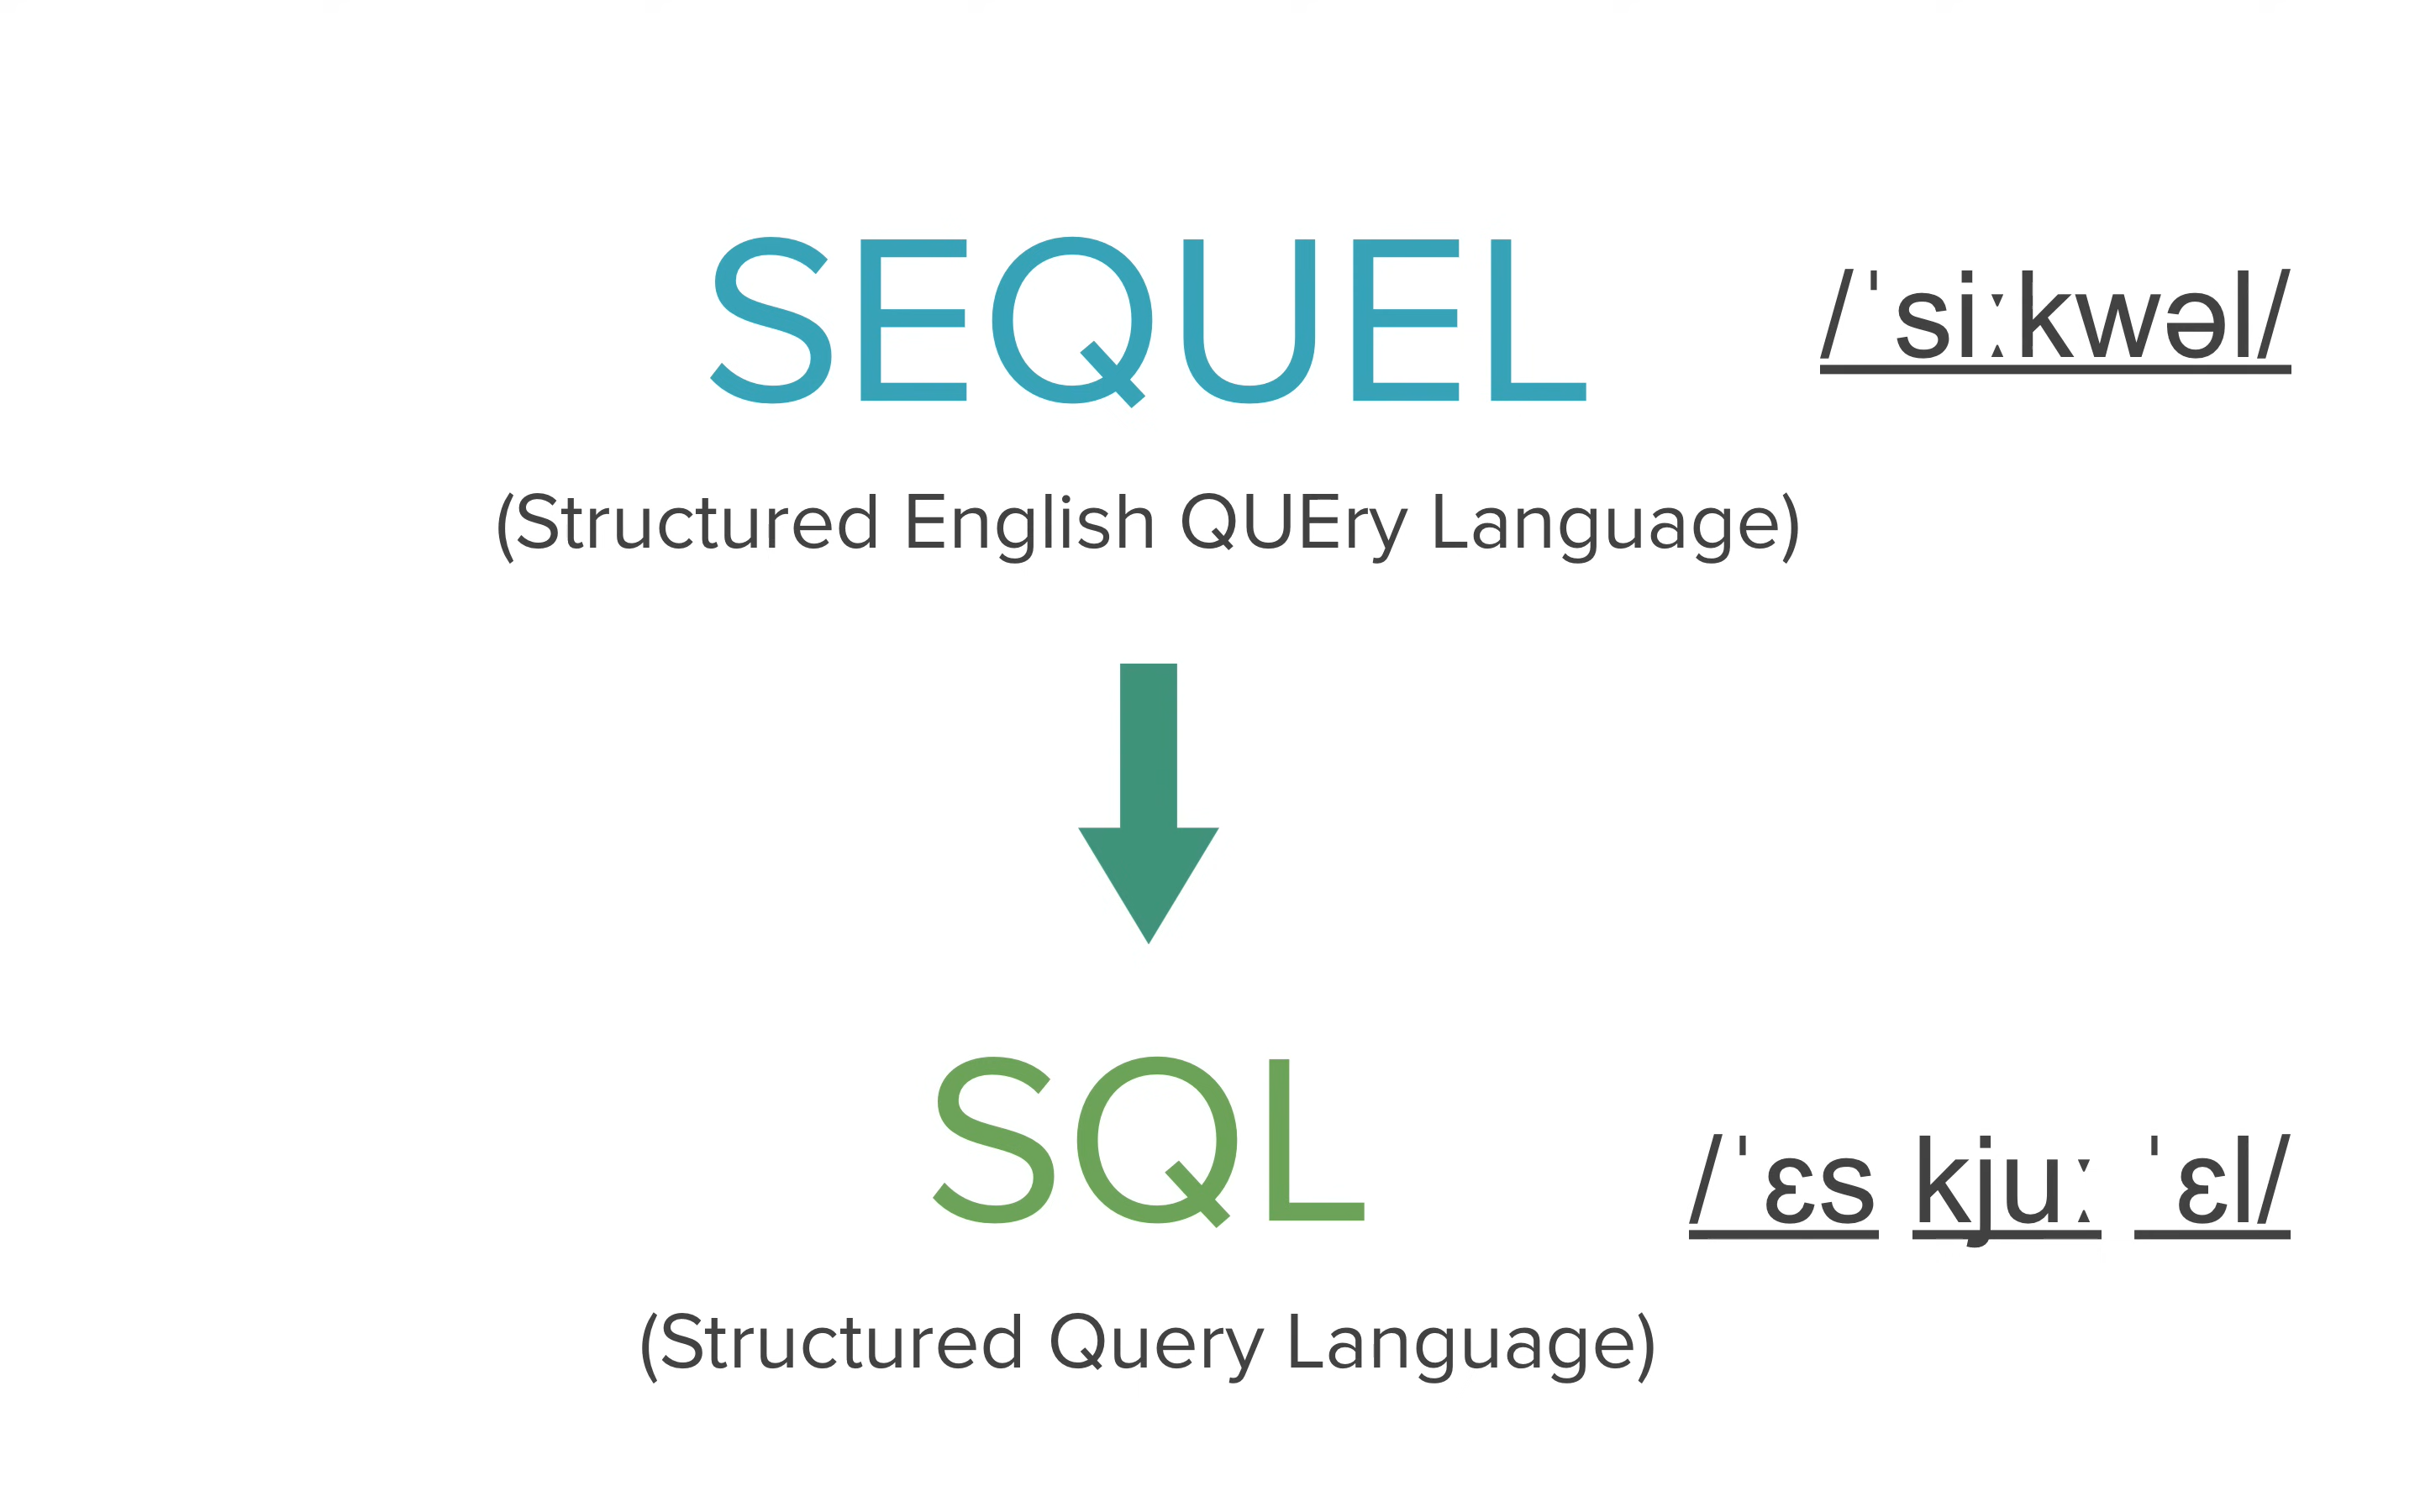 SEQUEL /ˈsiːkwəl/
(Structured English QUEry Language)
SQL /ˈɛs kjuː ˈɛl/
(Structured Query Language)